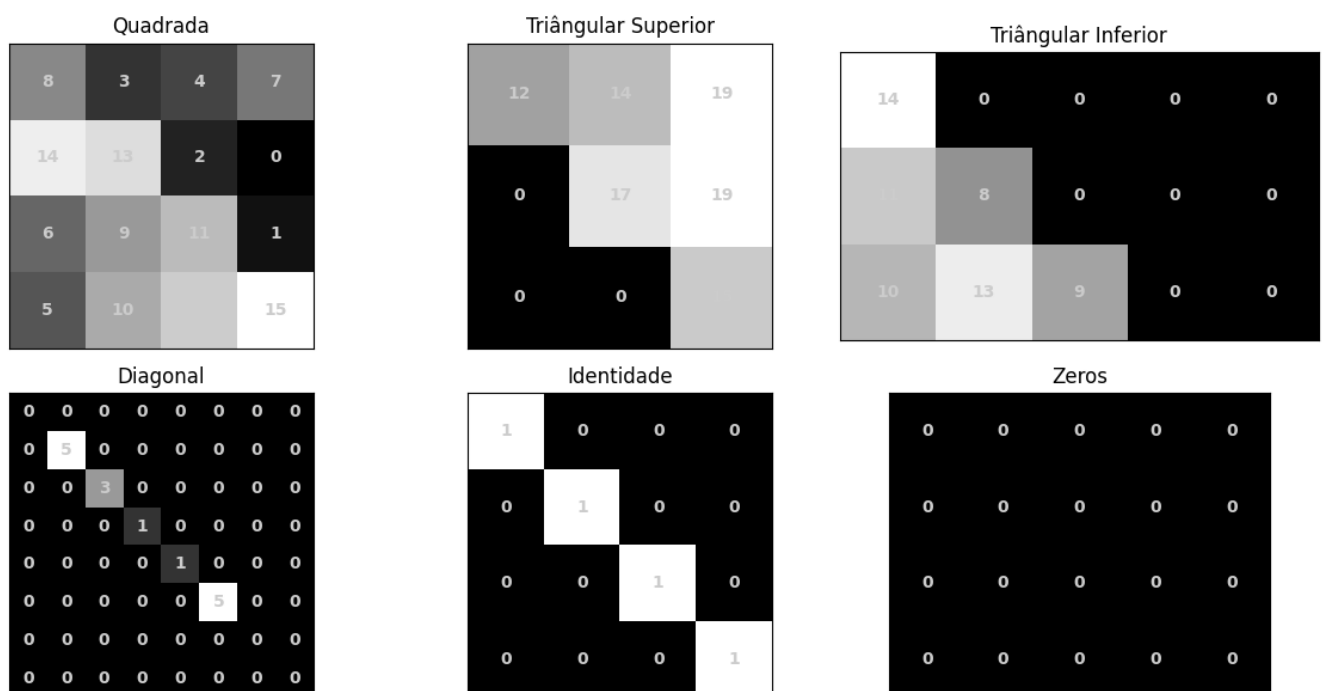 Quadrada
8 3 4 7
14 13 2 0
6 9 11 1
5 10 15
Triângular Superior
12 14 19
0 17 19
0 0
Triângular Inferior
14 0 0 0 0
8 0 0 0
10 13 9 0 0
Diagonal
0 0 0 0 0 0 0 0
0 5 0 0 0 0 0 0
0 0 3 0 0 0 0 0
0 0 0 1 0 0 0 0
0 0 0 0 1 0 0 0
0 0 0 0 0 5 0 0
0 0 0 0 0 0 0 0
0 0 0 0 0 0 0 0
Identidade
1 0 0 0
0 1 0 0
0 0 1 0
0 0 0 1
Zeros
0 0 0 0 0
0 0 0 0 0
0 0 0 0 0
0 0 0 0 0